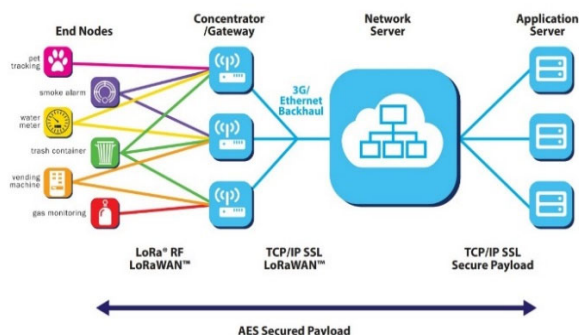 End Nodes
Concentrator
/Gateway
Network
Server
Application
Server
pet
tracking
smoke alarm
water
meter
trash container
vending
machine
gas monitoring
3G/
Ethernet
Backhaul
LoRa® RF
LoRaWAN™
TCP/IP SSL
LoRaWAN™
TCP/IP SSL
Secure Payload
AES Secured Payload